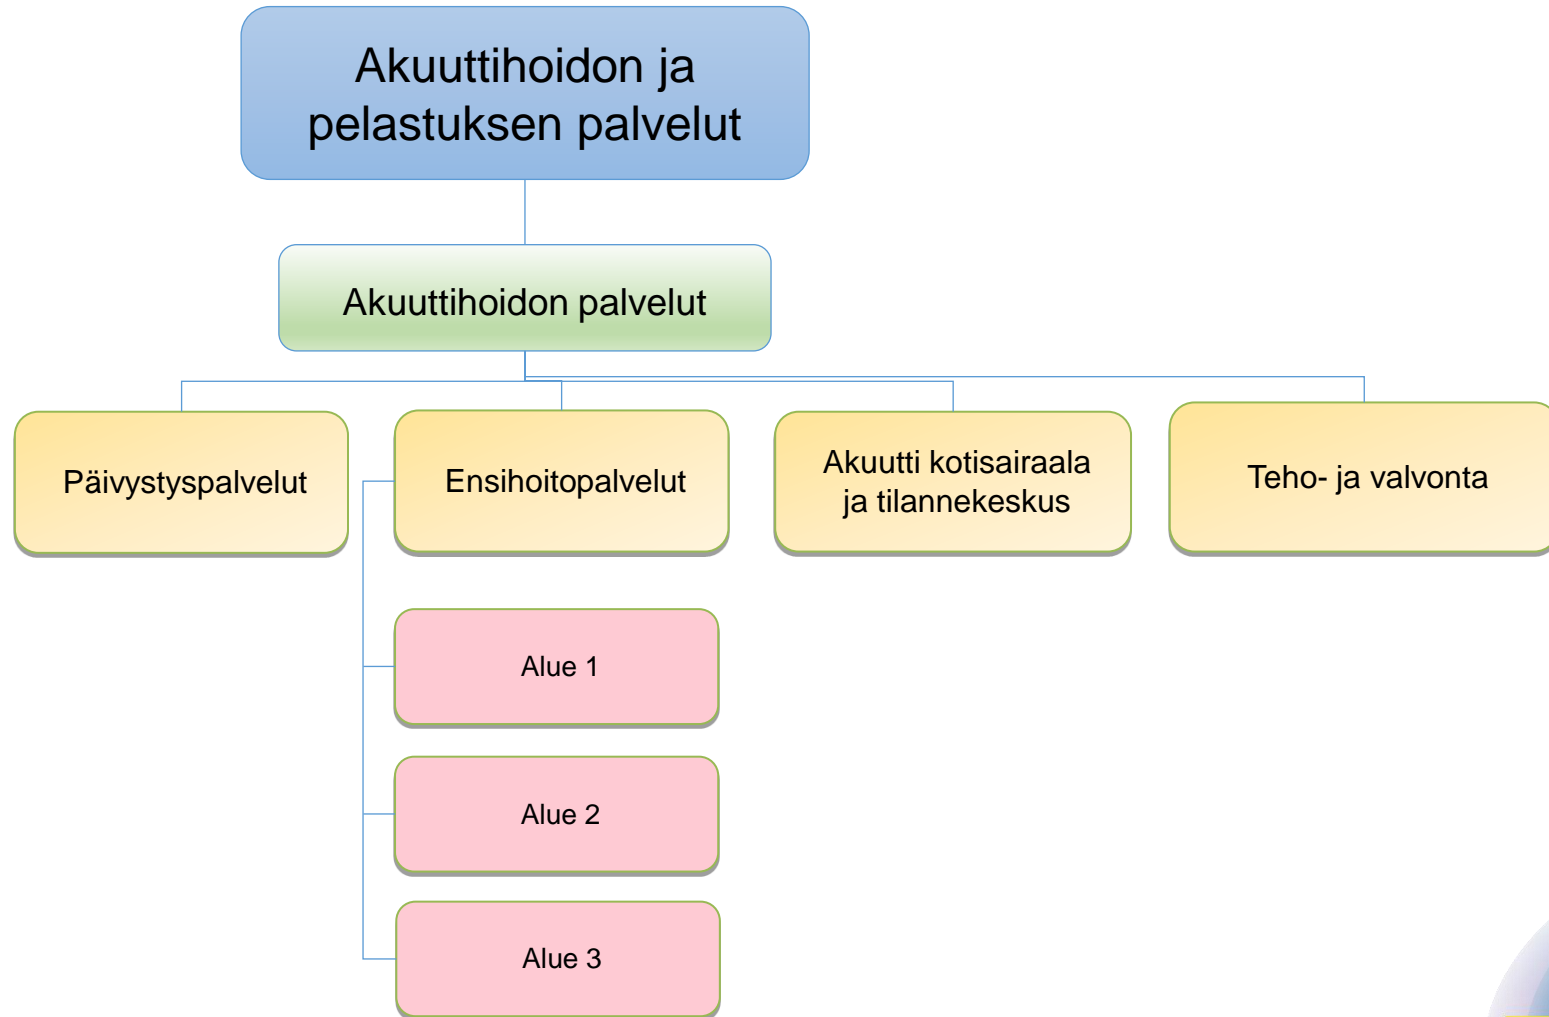 Akuuttihoidon ja
pelastuksen palvelut
Akuuttihoidon palvelut
Päivystyspalvelut
Ensihoitopalvelut
Akuutti kotisairaala
ja tilannekeskus
Teho- ja valvonta
Alue 1
Alue 2
Alue 3